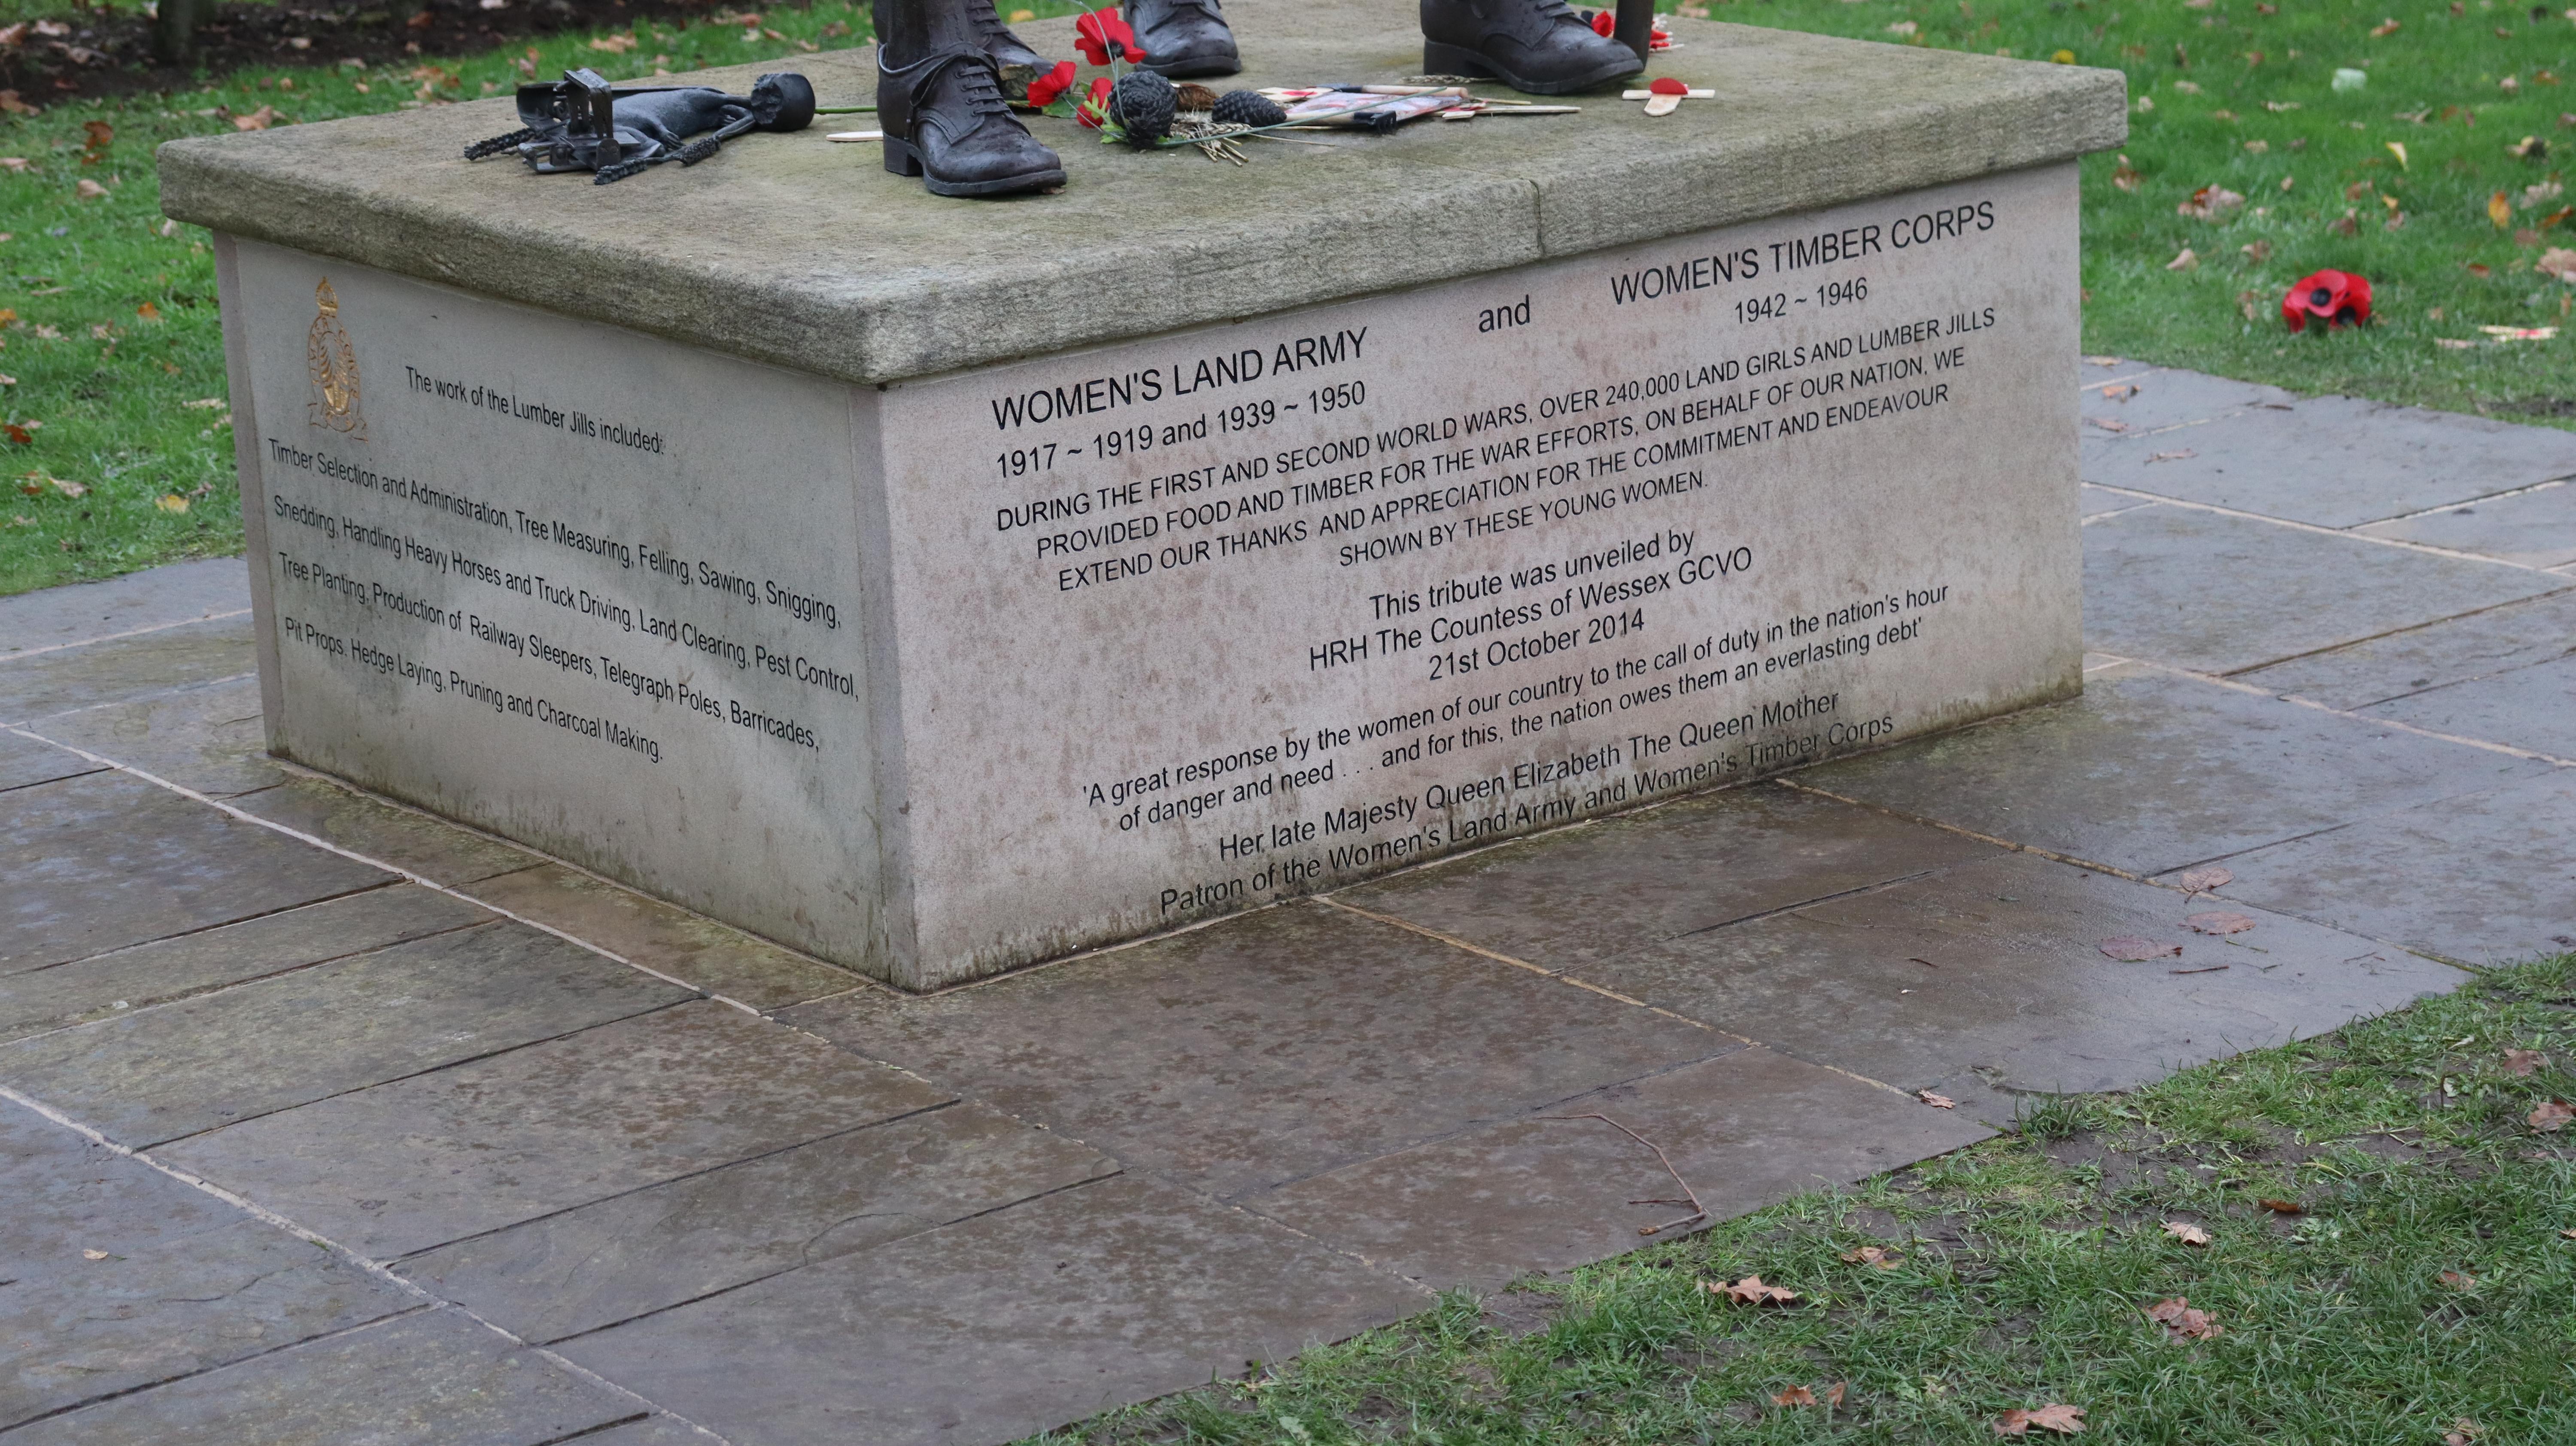 The work of the Lumber Jills included:
Timber Selection and Administration, Tree Measuring, Felling, Sawing, Snigging,
Snedding, Handling Heavy Horses and Truck Driving, Land Clearing, Pest Control,
Tree Planting, Production of Railway Sleepers, Telegraph Poles, Barricades,
Pit Props. Hedge Laying, Pruning and Charcoal Making.
WOMEN'S LAND ARMY and WOMEN'S TIMBER CORPS
1917 ~ 1919 and 1939 ~ 1950 1942 ~ 1946
DURING THE FIRST AND SECOND WORLD WARS, OVER 240,000 LAND GIRLS AND LUMBER JILLS
PROVIDED FOOD AND TIMBER FOR THE WAR EFFORTS, ON BEHALF OF OUR NATION, WE
EXTEND OUR THANKS AND APPRECIATION FOR THE COMMITMENT AND ENDEAVOUR
SHOWN BY THESE YOUNG WOMEN.
This tribute was unveiled by
HRH The Countess of Wessex GCVO
21st October 2014
'A great response by the women of our country to the call of duty in the nation's hour
of danger and need . . . and for this, the nation owes them an everlasting debt'
Her late Majesty Queen Elizabeth The Queen Mother
Patron of the Women's Land Army and Women's Timber Corps